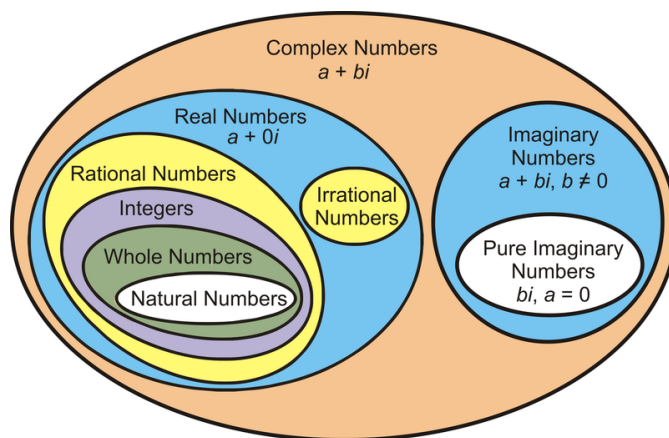 Complex Numbers
a + bi
Real Numbers
a + 0i
Rational Numbers
Integers
Whole Numbers
Natural Numbers
Irrational
Numbers
Imaginary
Numbers
a + bi, b ≠ 0
Pure Imaginary
Numbers
bi, a = 0